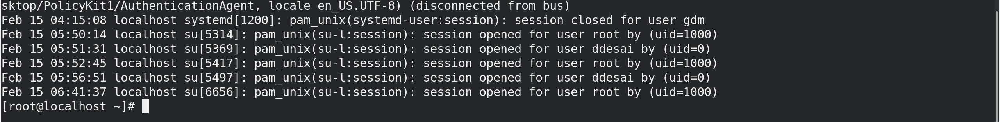 sktop/PolicyKit1/AuthenticationAgent, locale en_US.UTF-8) (disconnected from bus)
Feb 15 04:15:08 localhost systemd[1200]: pam_unix(systemd-user:session): session closed for user gdm
Feb 15 05:50:14 localhost su[5314]: pam_unix(su-l:session): session opened for user root by (uid=1000)
Feb 15 05:51:31 localhost su[5369]: pam_unix(su-l:session): session opened for user ddesai by (uid=0)
Feb 15 05:52:45 localhost su[5417]: pam_unix(su-l:session): session opened for user root by (uid=1000)
Feb 15 05:56:51 localhost su[5497]: pam_unix(su-l:session): session opened for user ddesai by (uid=0)
Feb 15 06:41:37 localhost su[6656]: pam_unix(su-l:session): session opened for user root by (uid=1000)
[root@localhost ~]#